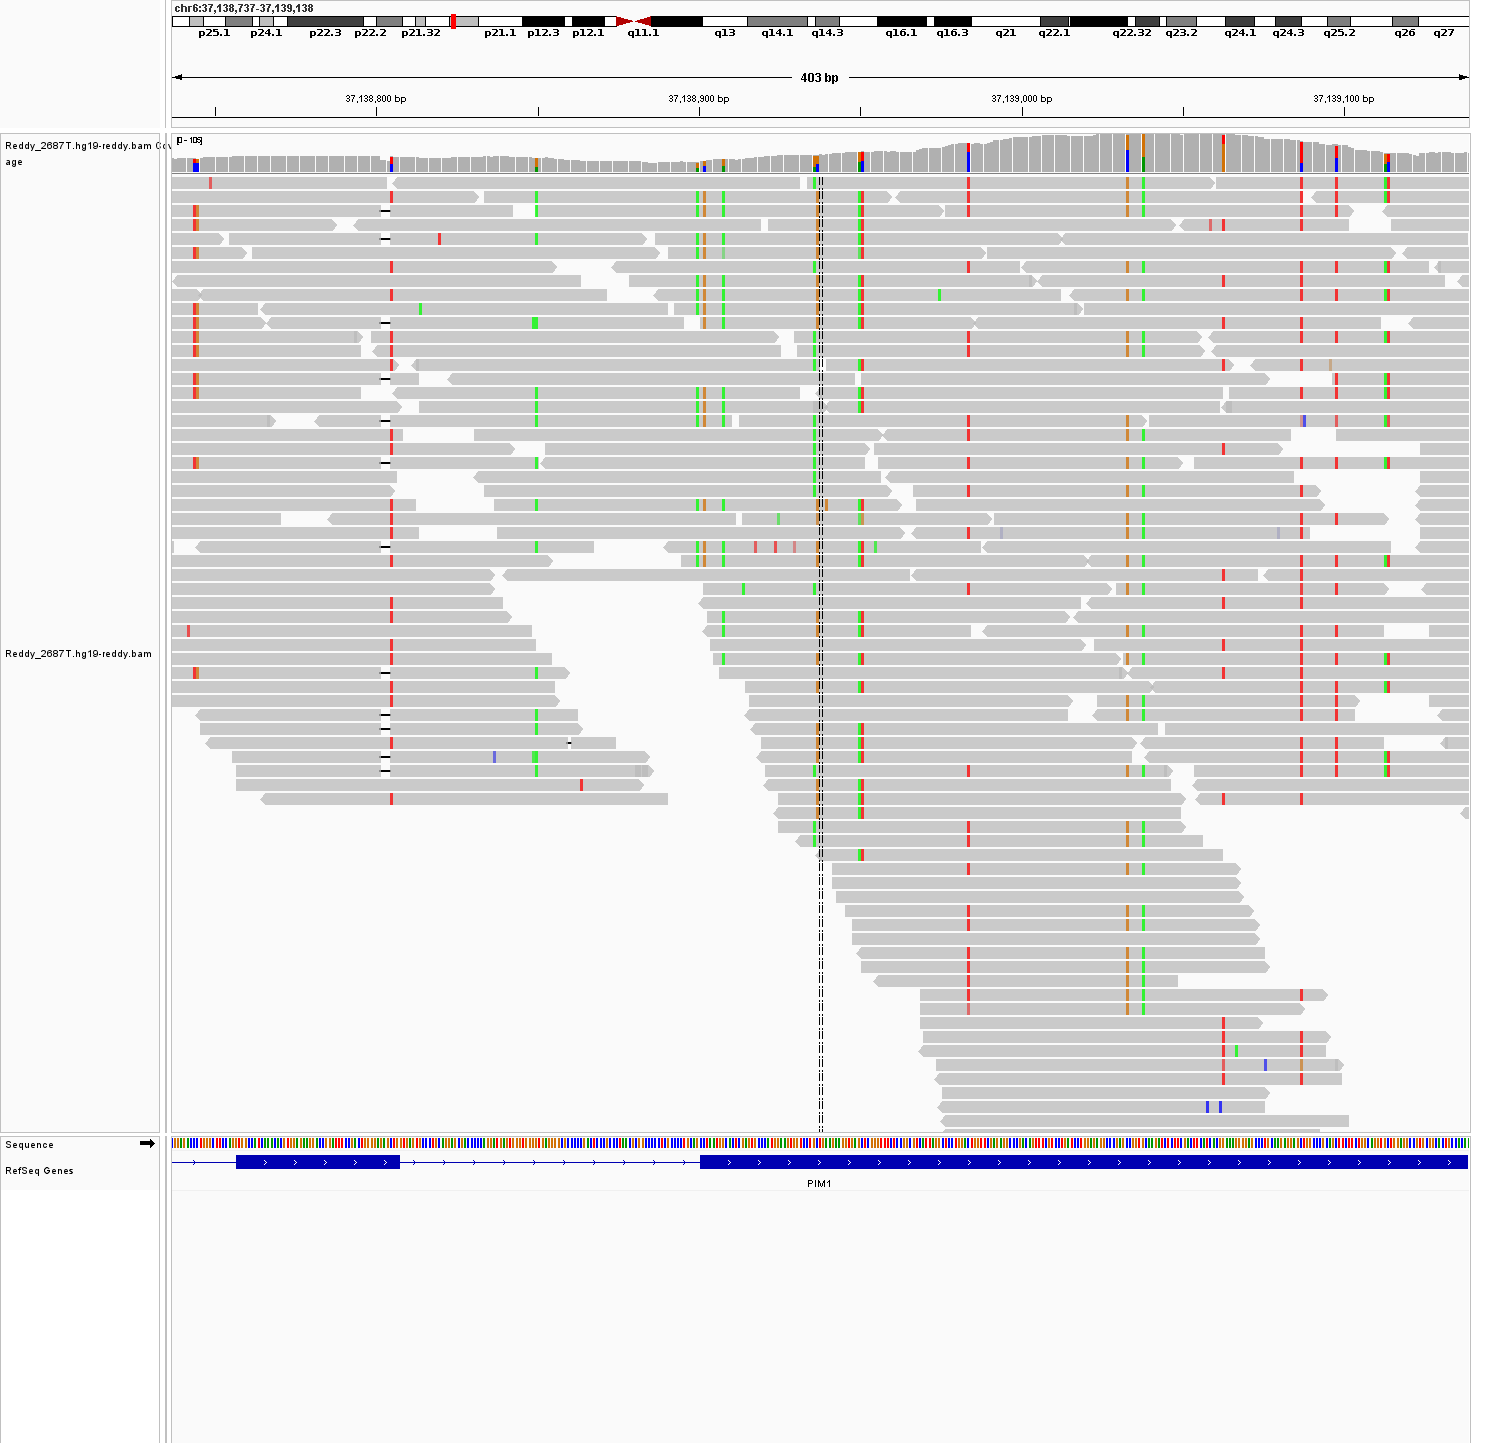 chr6:37,138,737-37,139,138
p25.1 p24.1 p22.3 p22.2 p21.32 p21.1 p12.3 p12.1 q11.1 q13 q14.1 q14.3 q16.1 q16.3 q21 q22.1 q22.32 q23.2 q24.1 q24.3 q25.2 q26 q27
403 bp
37,138,800 bp 37,138,900 bp 37,139,000 bp 37,139,100 bp
Reddy_2687T.hg19-reddy.bam Cov
age
[0 - 106]
Reddy_2687T.hg19-reddy.bam
Sequence
RefSeq Genes
PIM1